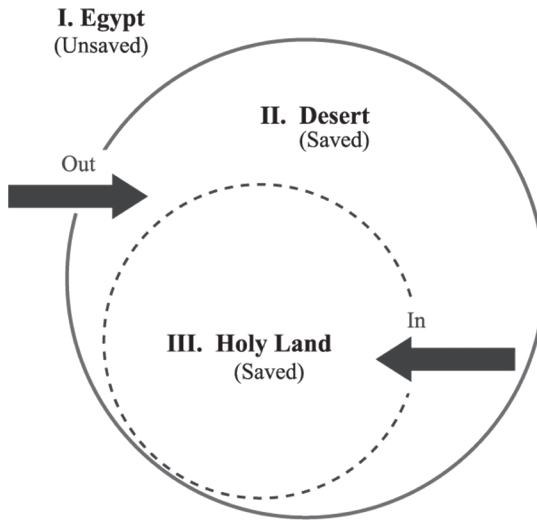 I. Egypt
(Unsaved)
II. Desert
(Saved)
Out
In
III. Holy Land
(Saved)